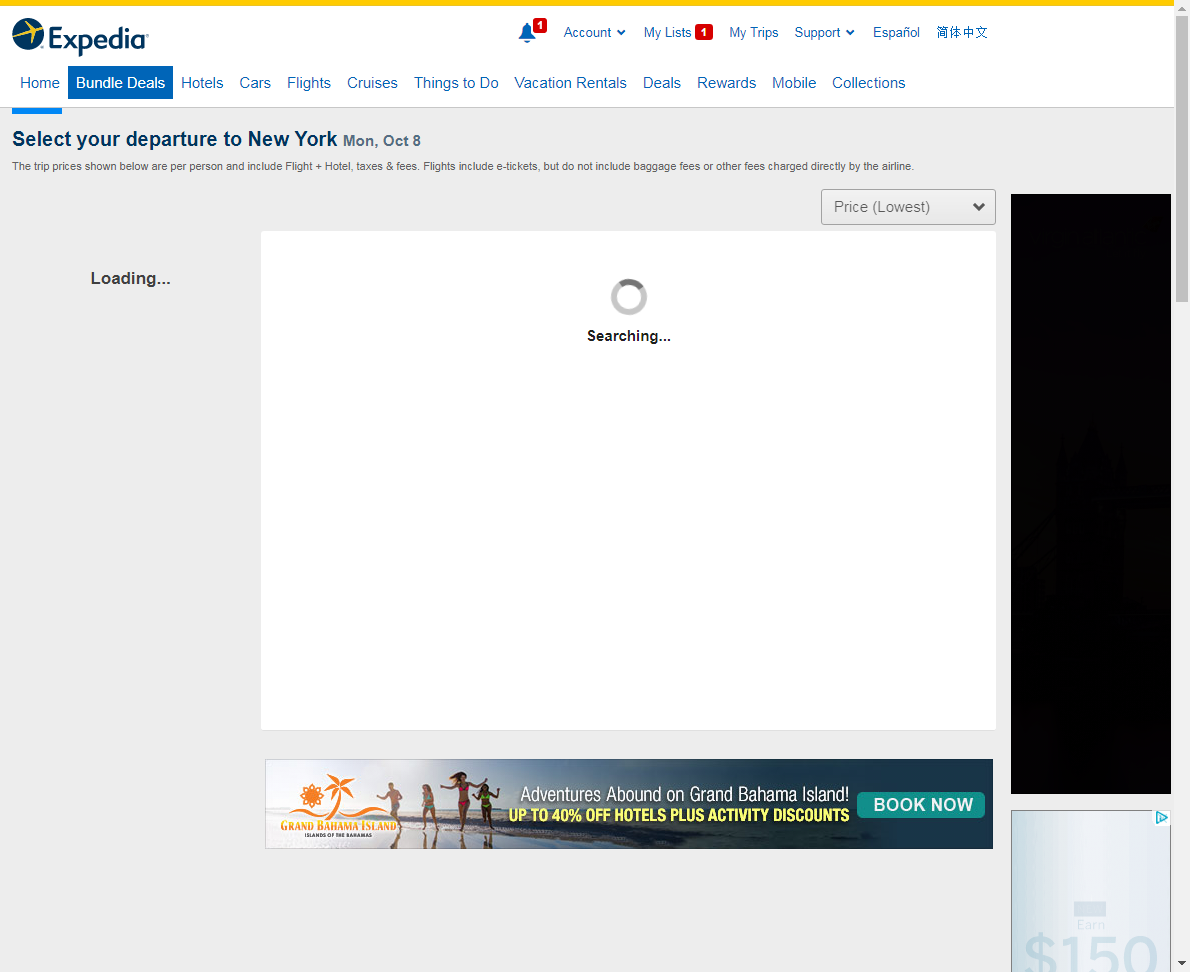 Expedia
1
Account
My Lists 1
My Trips
Support
Español
简体中文
Home
Bundle Deals
Hotels
Cars
Flights
Cruises
Things to Do
Vacation Rentals
Deals
Rewards
Mobile
Collections
Select your departure to New York Mon, Oct 8
The trip prices shown below are per person and include Flight + Hotel, taxes & fees. Flights include e-tickets, but do not include baggage fees or other fees charged directly by the airline.
Price (Lowest)
Loading...
Searching...
GRAND BAHAMA ISLAND
ISLANDS OF THE BAHAMAS
Adventures Abound on Grand Bahama Island!
UP TO 40% OFF HOTELS PLUS ACTIVITY DISCOUNTS
BOOK NOW
Earn
$150